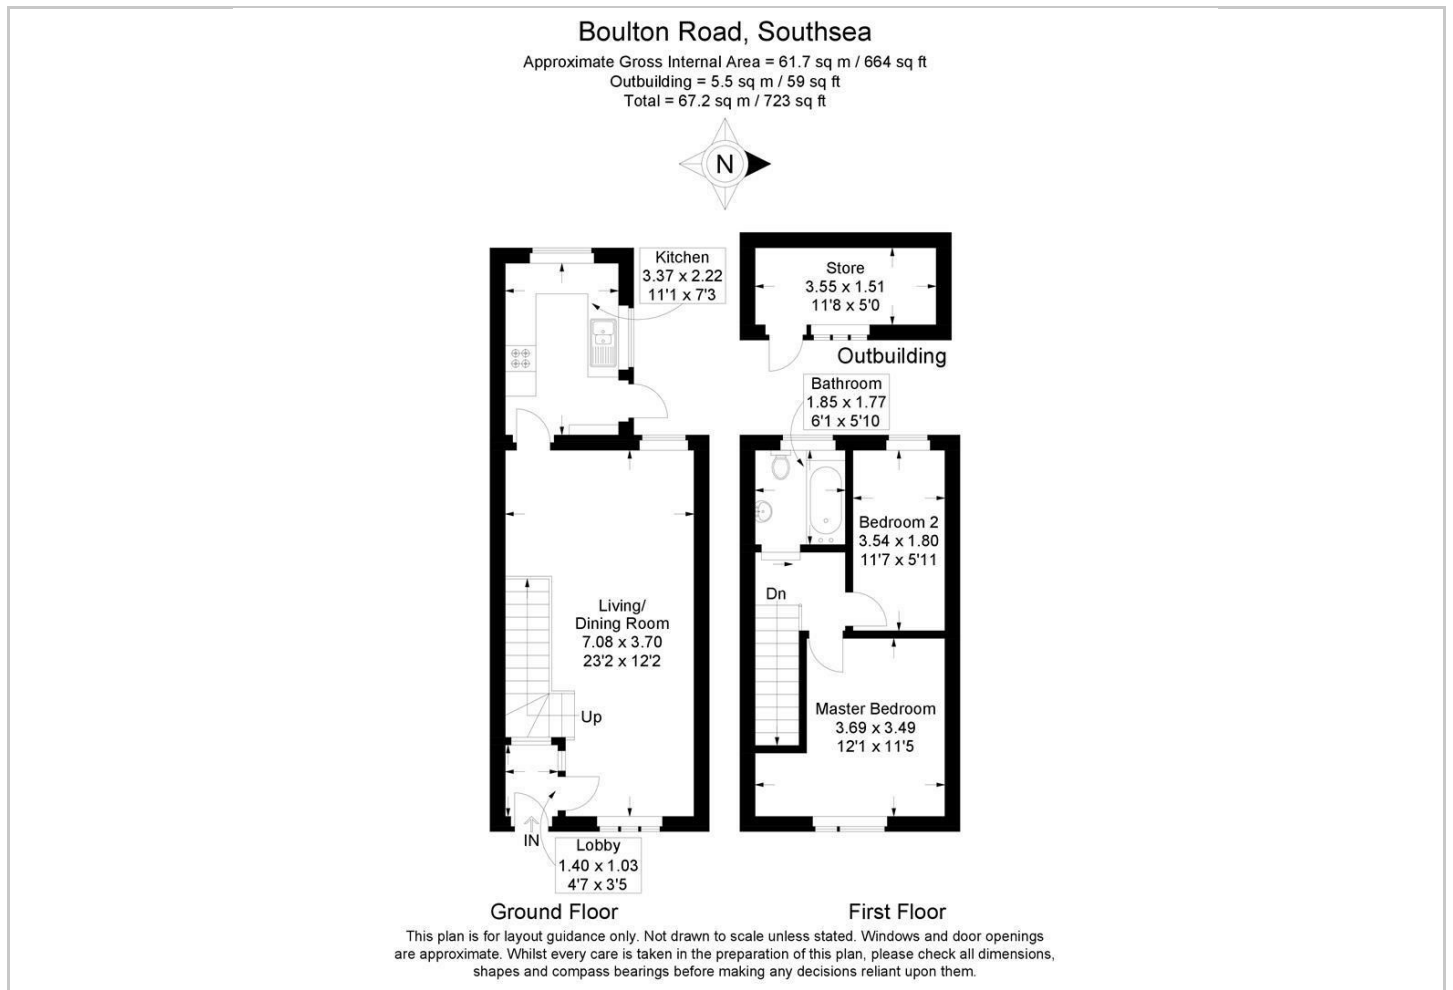 Boulton Road, Southsea
Approximate Gross Internal Area = 61.7 sq m / 664 sq ft
Outbuilding = 5.5 sq m / 59 sq ft
Total = 67.2 sq m / 723 sq ft
N
Kitchen
3.37 x 2.22
11'1 x 7'3
Store
3.55 x 1.51
11'8 x 5'0
Outbuilding
Bathroom
1.85 x 1.77
6'1 x 5'10
Bedroom 2
3.54 x 1.80
11'7 x 5'11
Dn
Living/
Dining Room
7.08 x 3.70
23'2 x 12'2
Up
Master Bedroom
3.69 x 3.49
12'1 x 11'5
IN
Lobby
1.40 x 1.03
4'7 x 3'5
Ground Floor
First Floor
This plan is for layout guidance only. Not drawn to scale unless stated. Windows and door openings
are approximate. Whilst every care is taken in the preparation of this plan, please check all dimensions,
shapes and compass bearings before making any decisions reliant upon them.